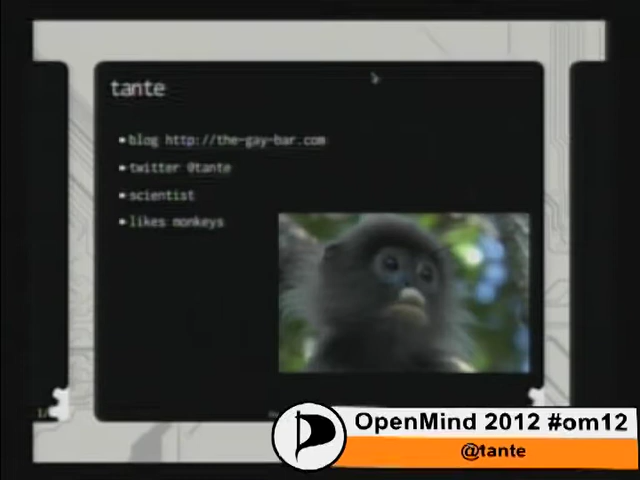 tante
•blog http://the-gay-bar.com
•twitter @tante
•scientist
•likes monkeys
OpenMind 2012 #om12
@tante